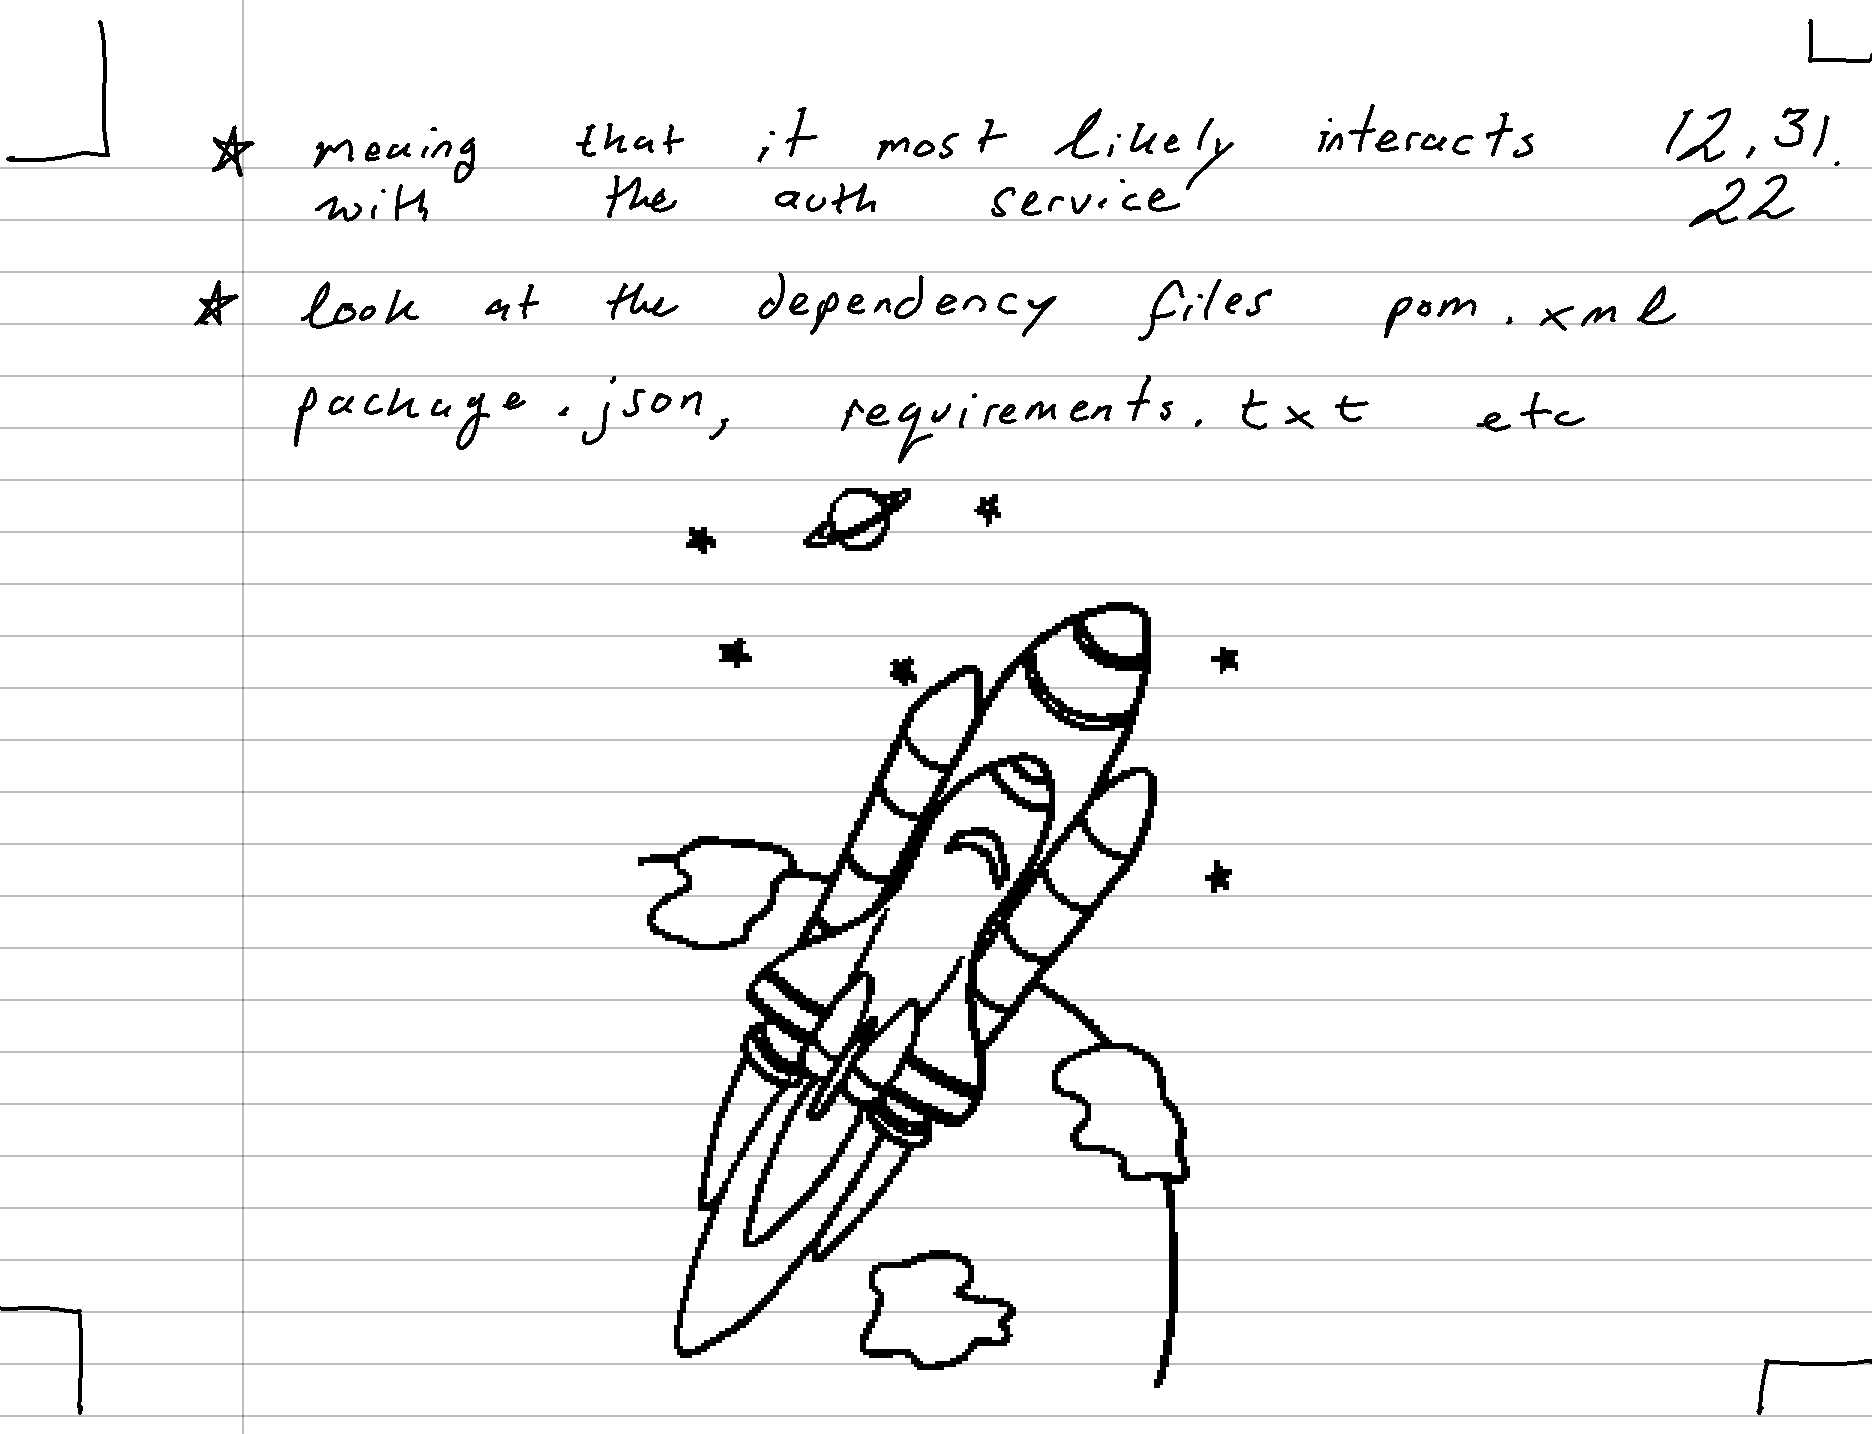 ☆ meaing that it most likely interacts 12.31.
with the auth service 22
☆ look at the dependency files pom.xml
package.json, requirements.txt etc